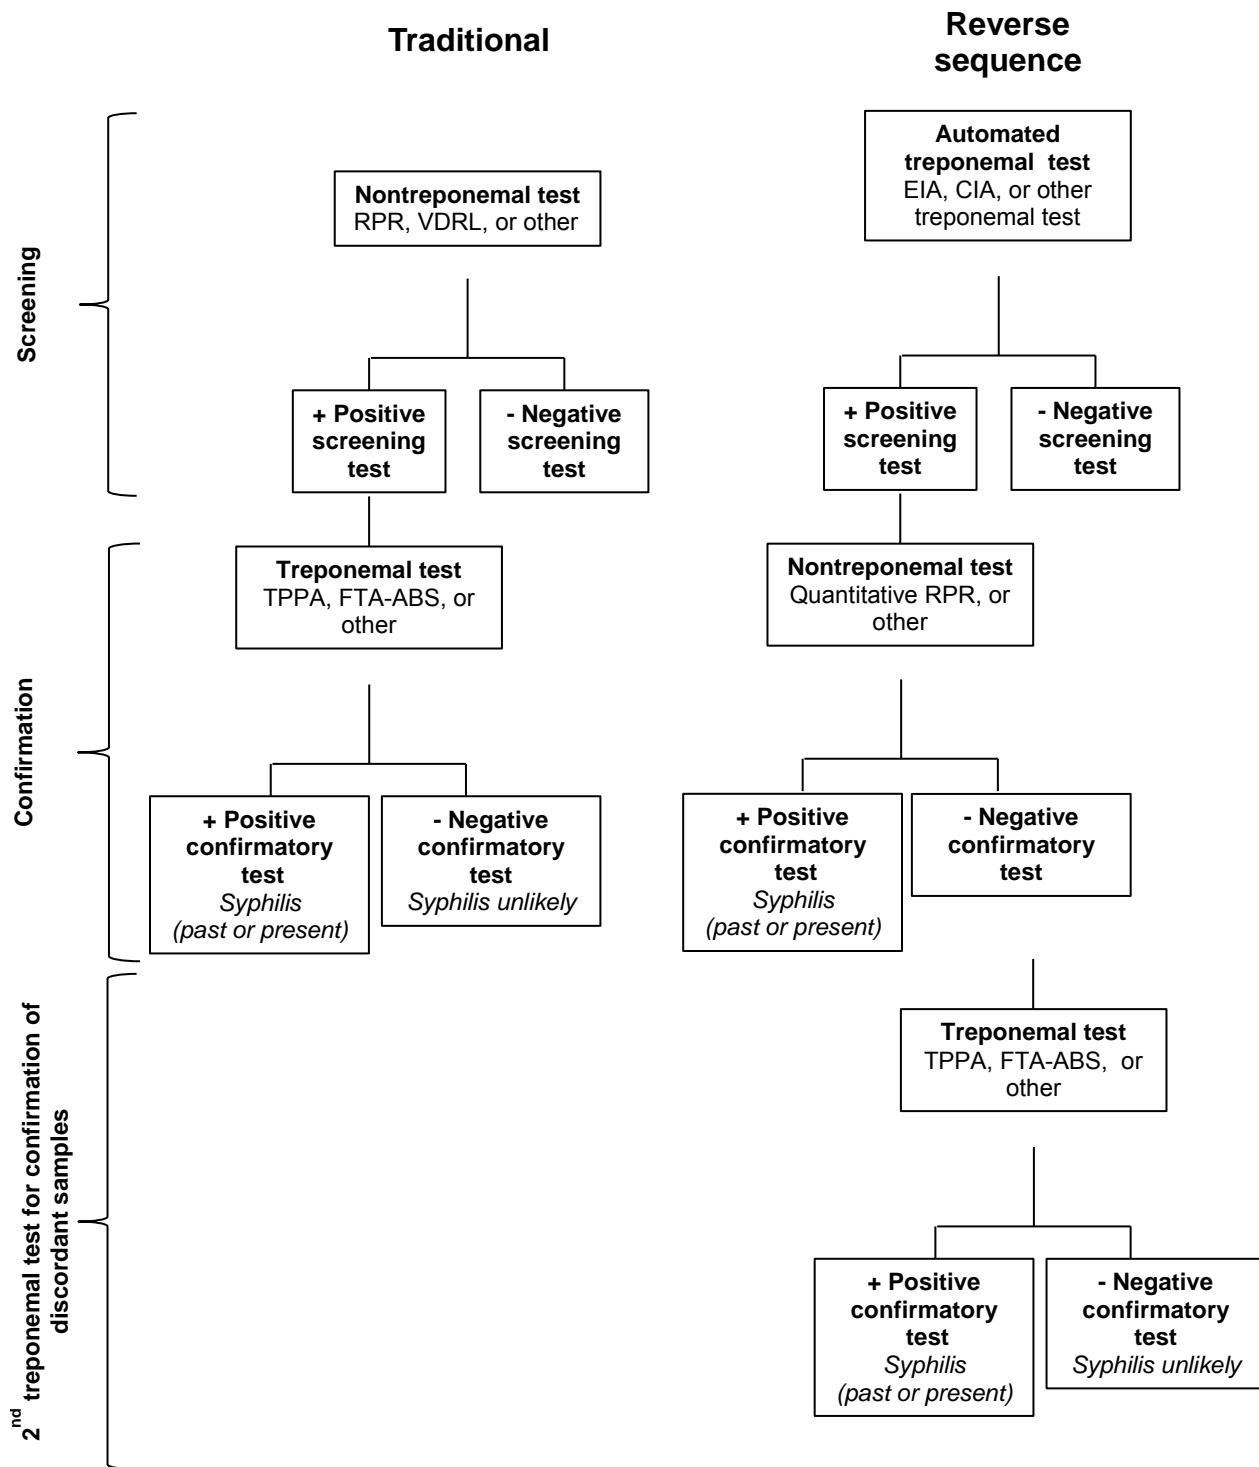 Traditional
Reverse
sequence
Screening
Nontreponemal test
RPR, VDRL, or other
Automated
treponemal test
EIA, CIA, or other
treponemal test
+ Positive
screening
test
- Negative
screening
test
+ Positive
screening
test
- Negative
screening
test
Confirmation
Treponemal test
TPPA, FTA-ABS, or
other
Nontreponemal test
Quantitative RPR, or
other
+ Positive
confirmatory
test
Syphilis
(past or present)
- Negative
confirmatory
test
Syphilis unlikely
+ Positive
confirmatory
test
Syphilis
(past or present)
- Negative
confirmatory
test
2nd treponemal test for confirmation of
discordant samples
Treponemal test
TPPA, FTA-ABS, or
other
+ Positive
confirmatory
test
Syphilis
(past or present)
- Negative
confirmatory
test
Syphilis unlikely